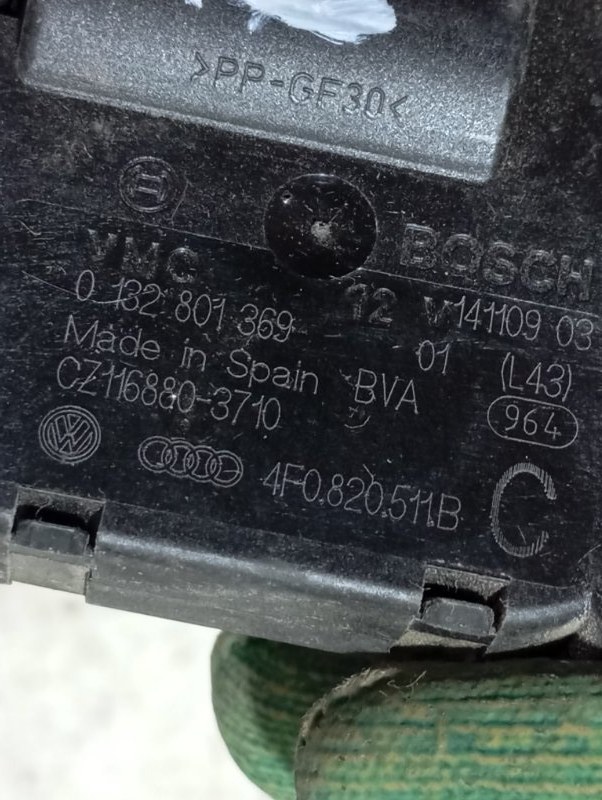 >PP-GF30<
BOSCH
VMC
0 132 801 369 12 V 141109 03
Made in Spain BVA 01 (L43)
CZ116880-3710 964
4F0.820.511.B C